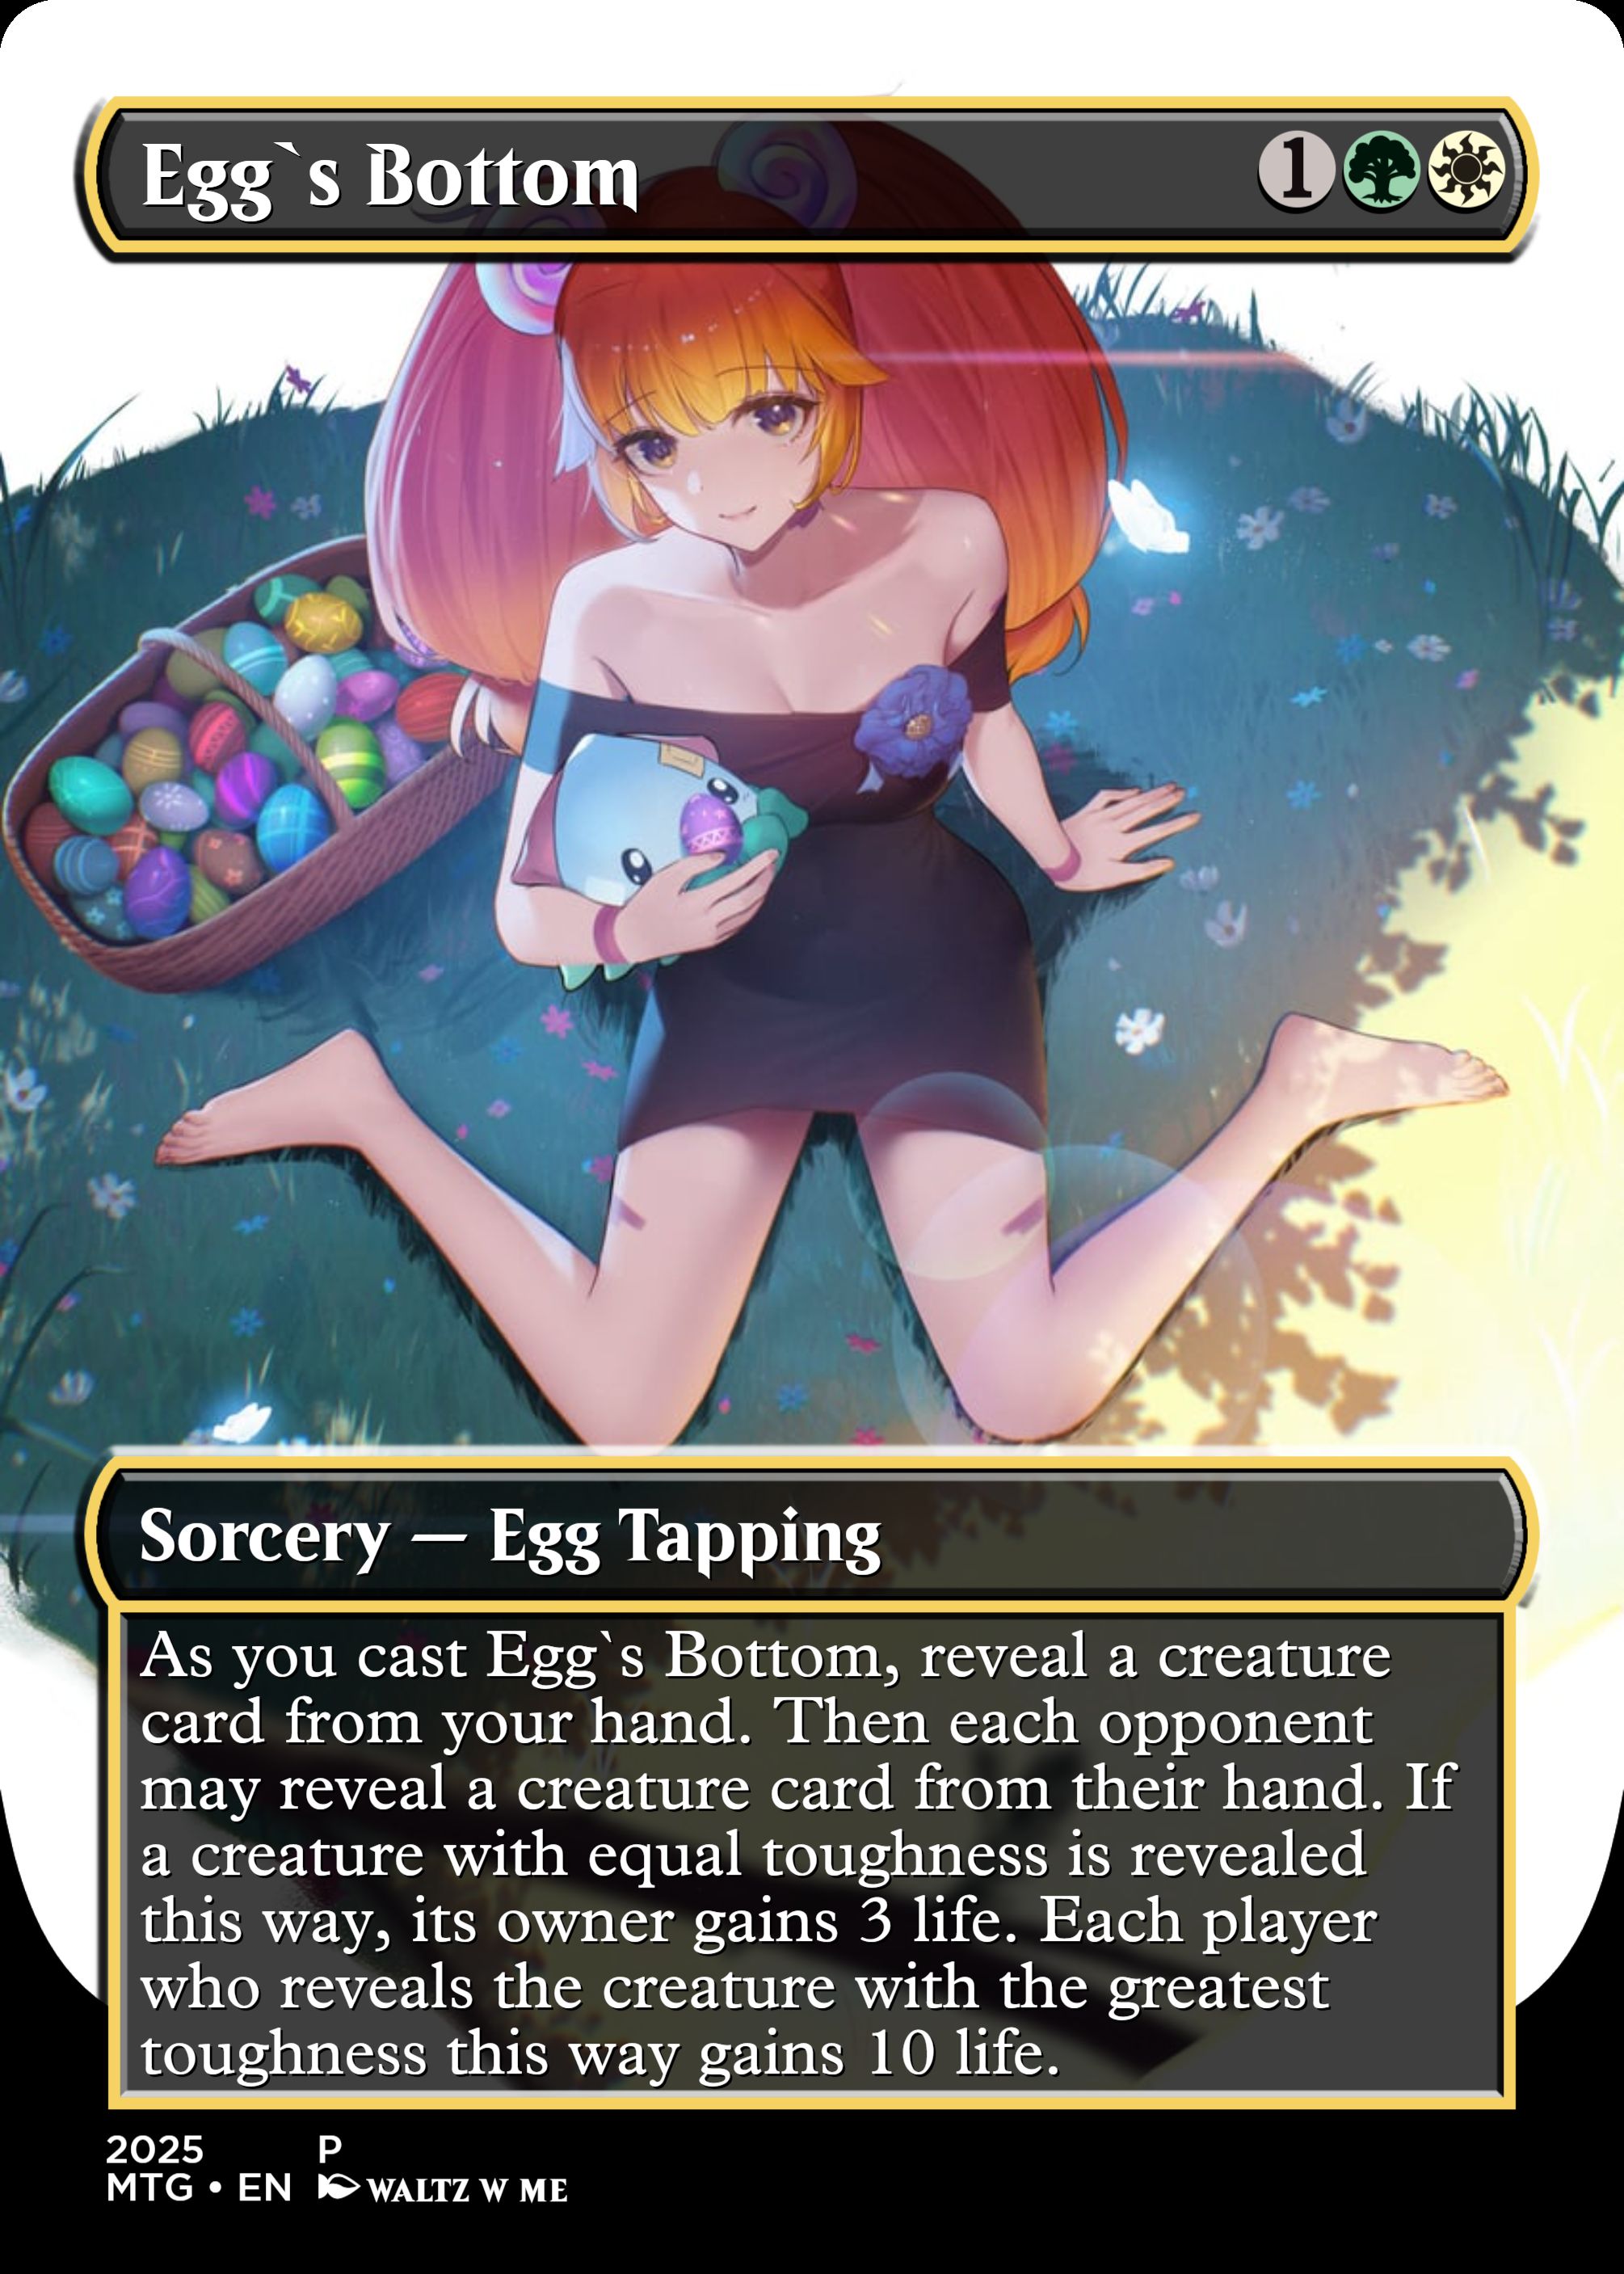 Egg`s Bottom 1
Sorcery — Egg Tapping
As you cast Egg`s Bottom, reveal a creature
card from your hand. Then each opponent
may reveal a creature card from their hand. If
a creature with equal toughness is revealed
this way, its owner gains 3 life. Each player
who reveals the creature with the greatest
toughness this way gains 10 life.
2025 P
MTG • EN WALTZ W ME